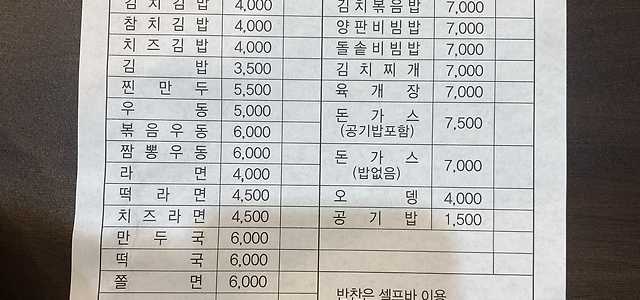 김치김밥 4,000
참치김밥 4,000
치즈김밥 4,000
김밥 3,500
찐만두 5,500
우동 5,000
볶음우동 6,000
짬뽕우동 6,000
라면 4,000
떡라면 4,500
치즈라면 4,500
만두국 6,000
떡국 6,000
쫄면 6,000
김치볶음밥 7,000
양판비빔밥 7,000
돌솥비빔밥 7,000
김치찌개 7,000
육개장 7,000
돈가스
(공기밥포함) 7,500
돈가스
(밥없음) 7,000
오뎅 4,000
공기밥 1,500
반찬은 셀프바 이용